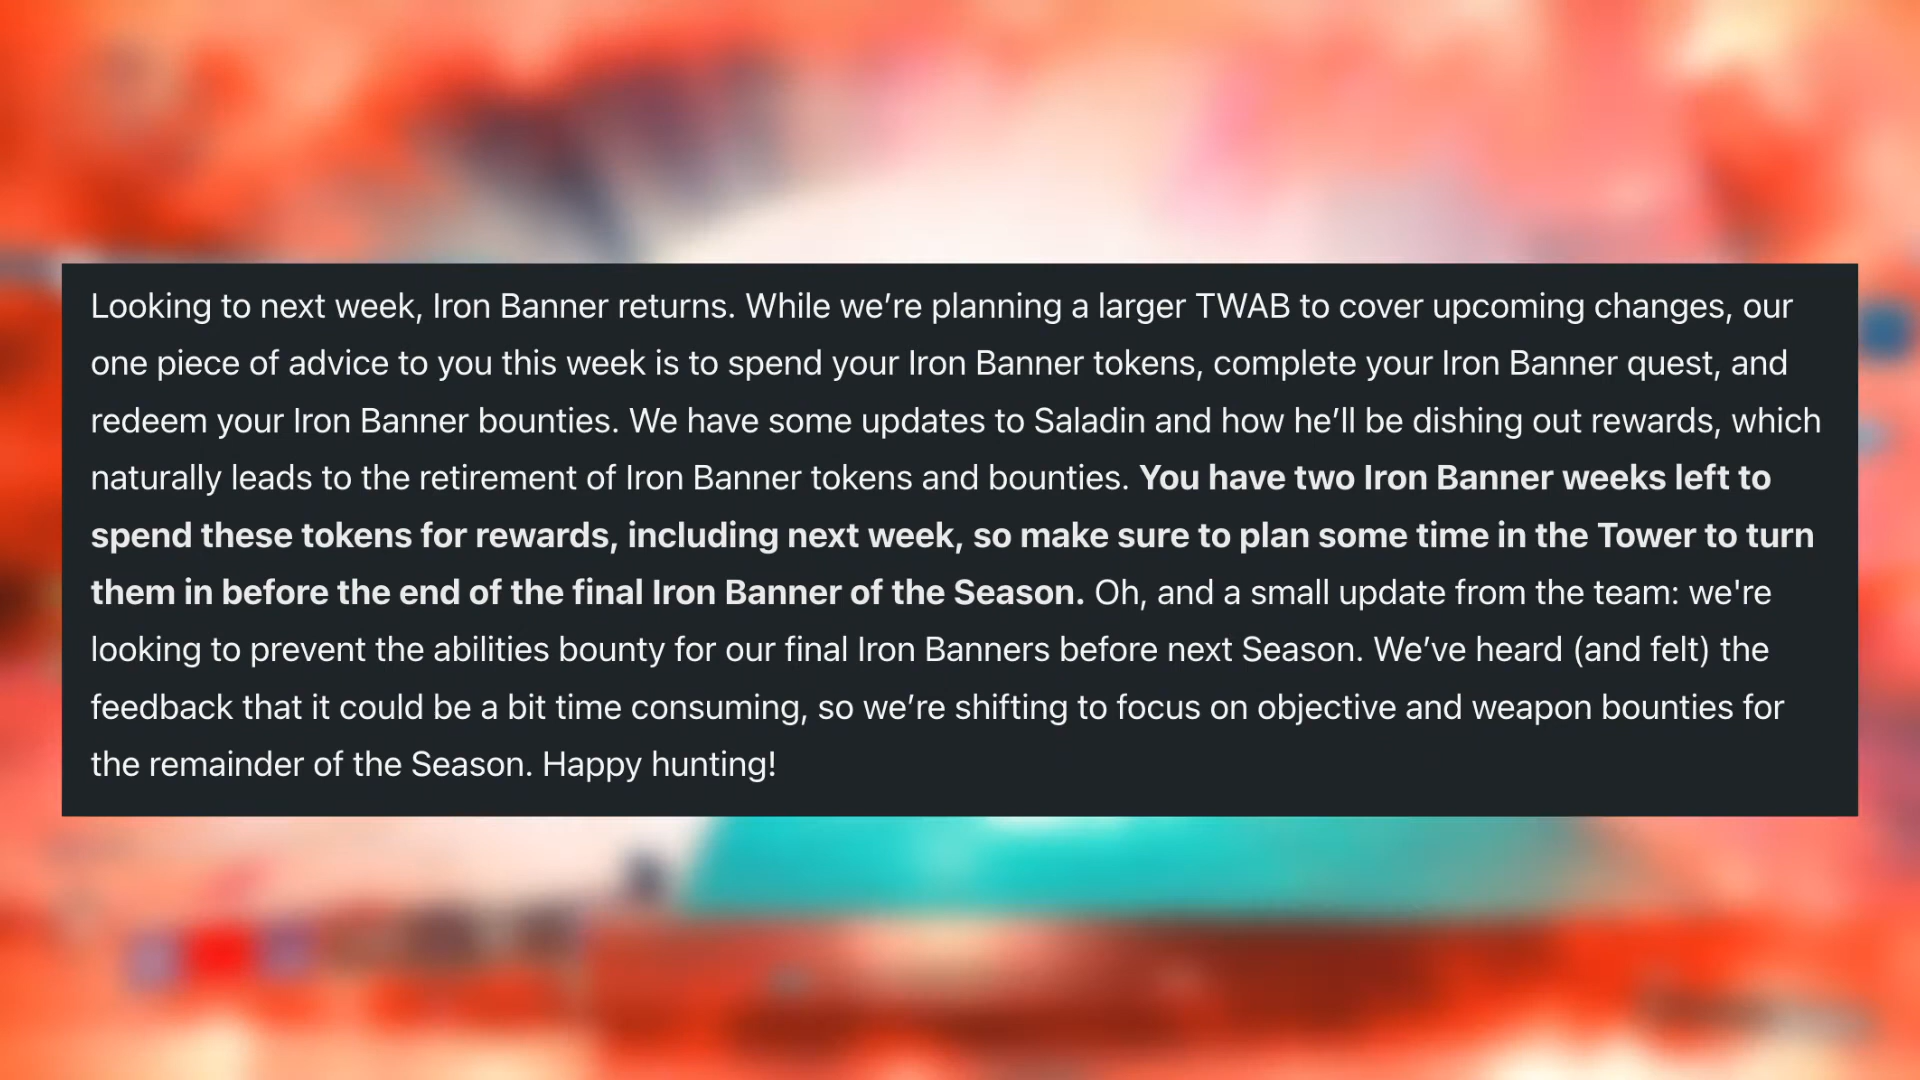 Looking to next week, Iron Banner returns. While we’re planning a larger TWAB to cover upcoming changes, our
one piece of advice to you this week is to spend your Iron Banner tokens, complete your Iron Banner quest, and
redeem your Iron Banner bounties. We have some updates to Saladin and how he’ll be dishing out rewards, which
naturally leads to the retirement of Iron Banner tokens and bounties. You have two Iron Banner weeks left to
spend these tokens for rewards, including next week, so make sure to plan some time in the Tower to turn
them in before the end of the final Iron Banner of the Season. Oh, and a small update from the team: we're
looking to prevent the abilities bounty for our final Iron Banners before next Season. We’ve heard (and felt) the
feedback that it could be a bit time consuming, so we’re shifting to focus on objective and weapon bounties for
the remainder of the Season. Happy hunting!